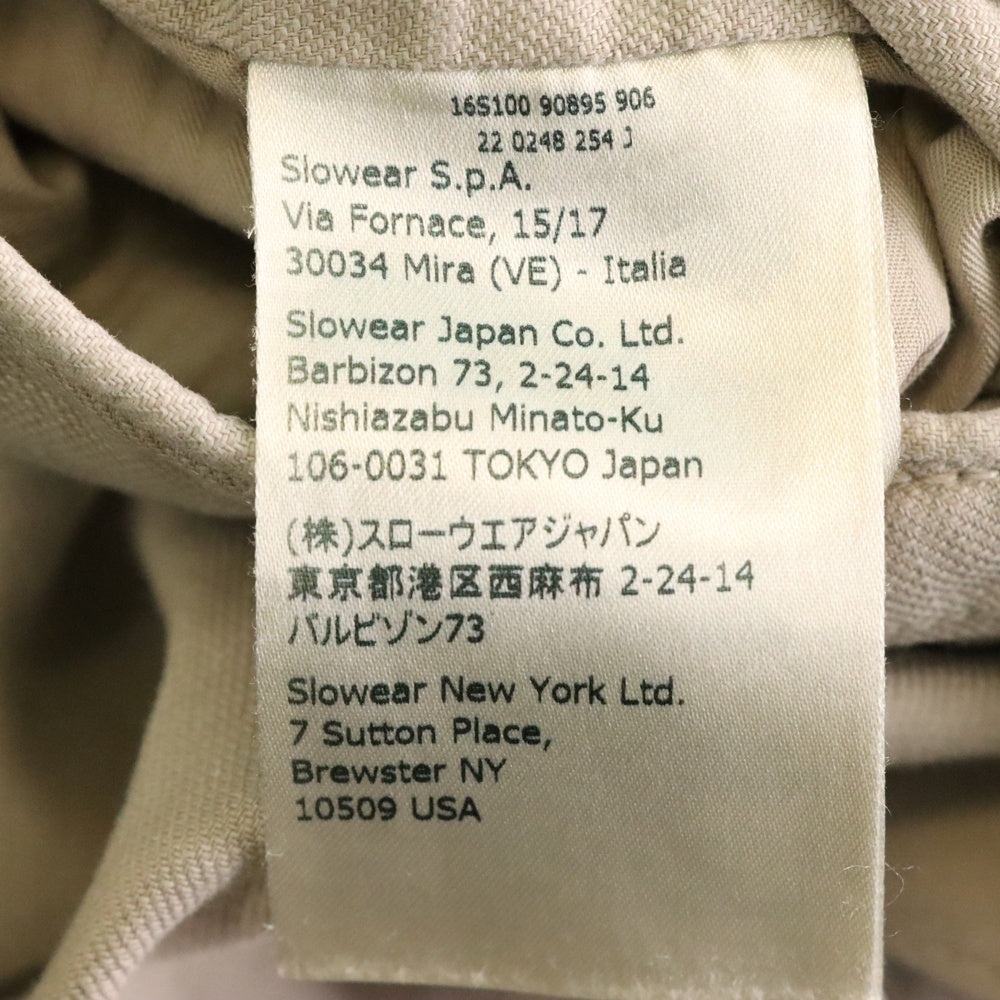 16S100 90895 906
22 0248 254 J
Slowear S.p.A.
Via Fornace, 15/17
30034 Mira (VE) - Italia
Slowear Japan Co. Ltd.
Barbizon 73, 2-24-14
Nishiazabu Minato-Ku
106-0031 TOKYO Japan
(株)スローウエアジャパン
東京都港区西麻布 2-24-14
バルビゾン73
Slowear New York Ltd.
7 Sutton Place,
Brewster NY
10509 USA